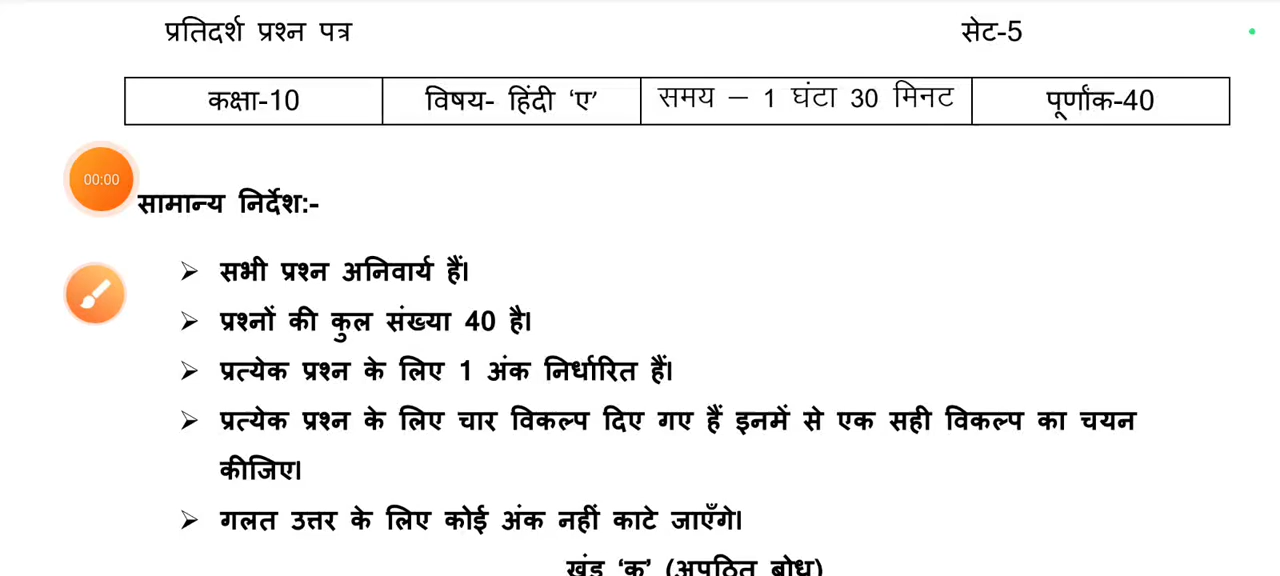 प्रतिदर्श प्रश्न पत्र सेट-5
कक्षा-10 विषय- हिंदी ‘ए’ समय – 1 घंटा 30 मिनट पूर्णांक-40
00:00
सामान्य निर्देश:-
➢ सभी प्रश्न अनिवार्य हैं।
➢ प्रश्नों की कुल संख्या 40 है।
➢ प्रत्येक प्रश्न के लिए 1 अंक निर्धारित हैं।
➢ प्रत्येक प्रश्न के लिए चार विकल्प दिए गए हैं इनमें से एक सही विकल्प का चयन
कीजिए।
➢ गलत उत्तर के लिए कोई अंक नहीं काटे जाएँगे।
खंड ‘क’ (अपठित बोध)